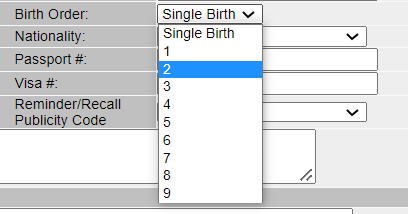 Birth Order: Single Birth
Nationality: Single Birth
1
Passport #: 2
Visa #: 3
Reminder/Recall 4
Publicity Code 5
6
7
8
9